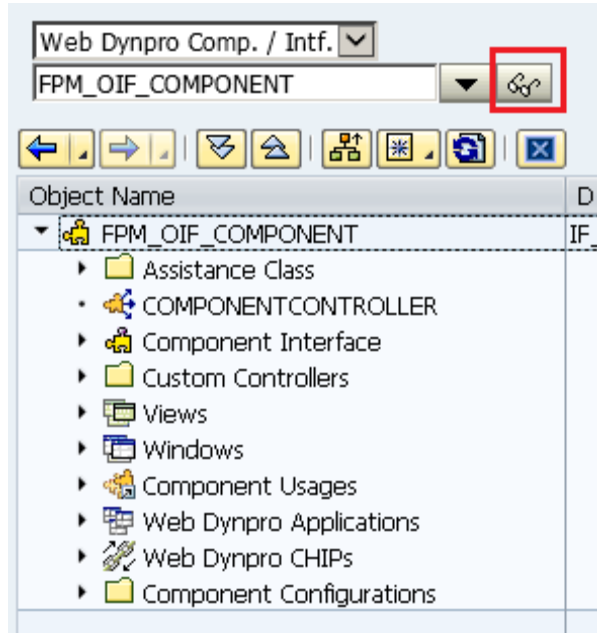 Web Dynpro Comp. / Intf.
FPM_OIF_COMPONENT
Object Name D
FPM_OIF_COMPONENT IF_
Assistance Class
COMPONENTCONTROLLER
Component Interface
Custom Controllers
Views
Windows
Component Usages
Web Dynpro Applications
Web Dynpro CHIPs
Component Configurations